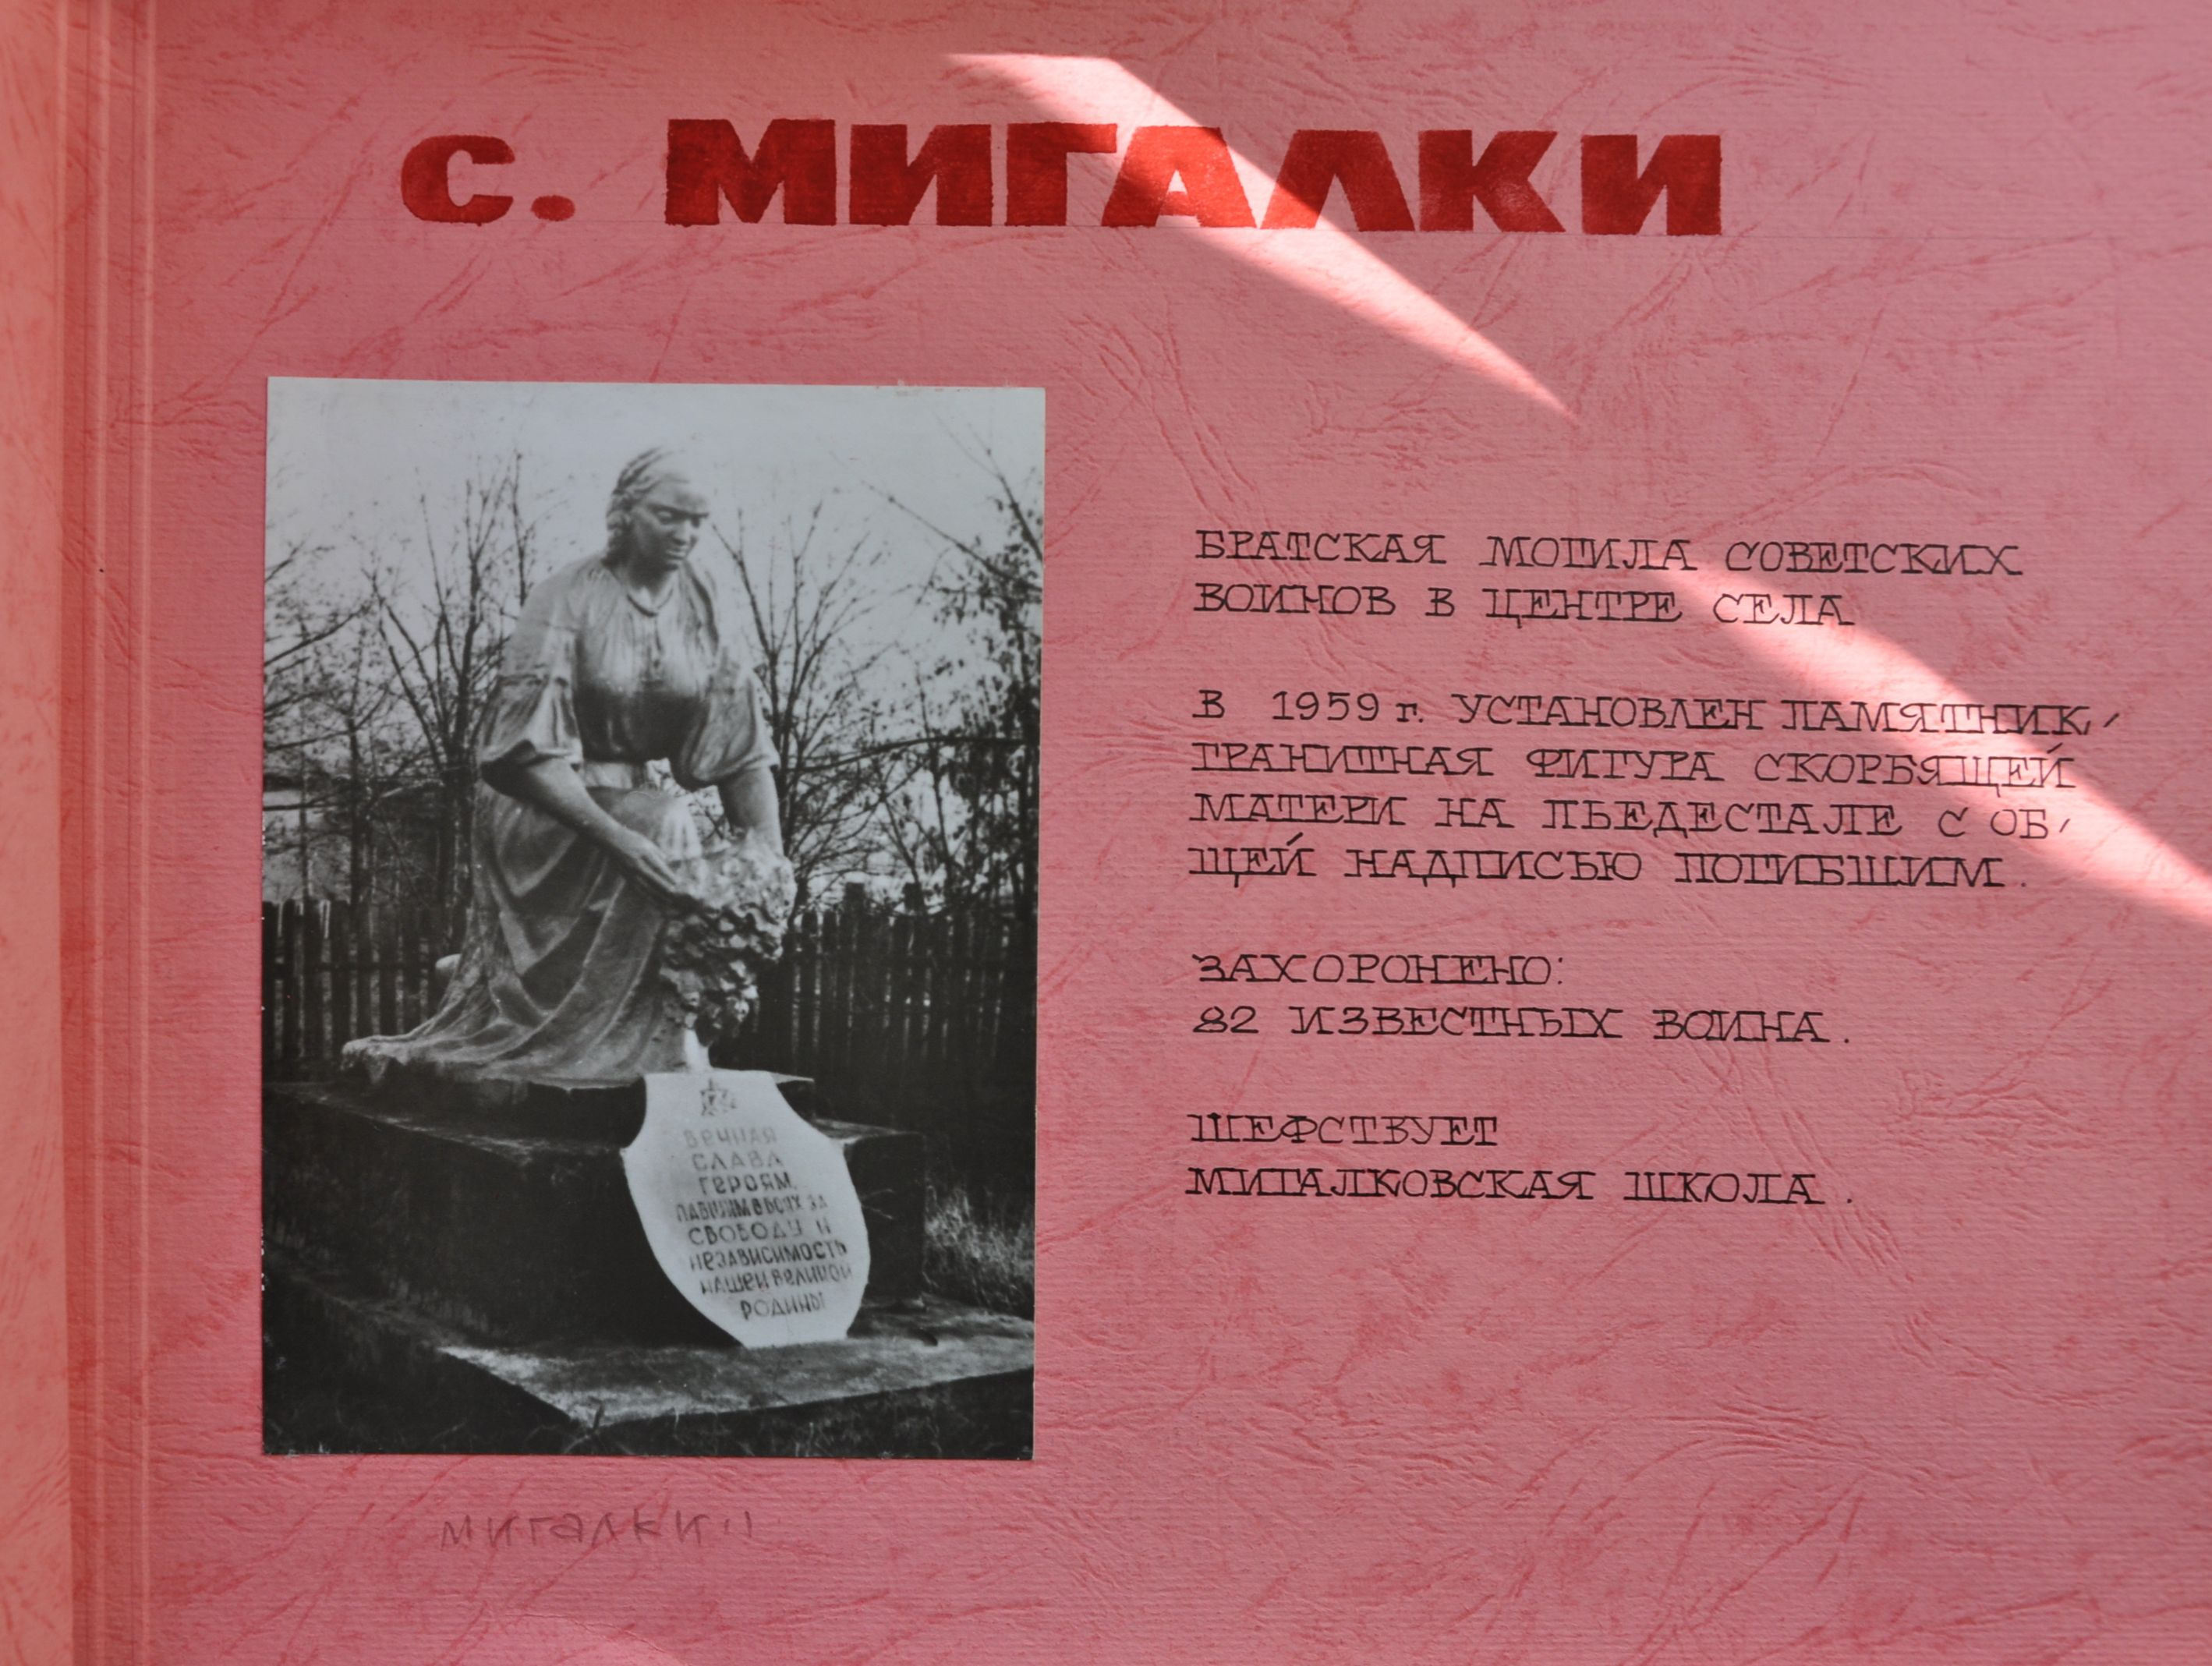 с. МИГАЛКИ
БРАТСКАЯ МОГИЛА СОВЕТСКИХ
ВОИНОВ В ЦЕНТРЕ СЕЛА
В 1959 г. УСТАНОВЛЕН ПАМЯТНИК -
ГРАНИТНАЯ ФИГУРА СКОРБЯЩЕЙ
МАТЕРИ НА ПЬЕДЕСТАЛЕ С ОБ-
ЩЕЙ НАДПИСЬЮ ПОГИБШИМ.
ЗАХОРОНЕНО:
82 ИЗВЕСТНЫХ ВОИНА.
ШЕФСТВУЕТ
МИГАЛКОВСКАЯ ШКОЛА.
ВЕЧНАЯ
СЛАВА
ГЕРОЯМ,
ПАВШИМ В БОЯХ ЗА
СВОБОДУ И
НЕЗАВИСИМОСТЬ
НАШЕЙ ВЕЛИКОЙ
РОДИНЫ
мигалки